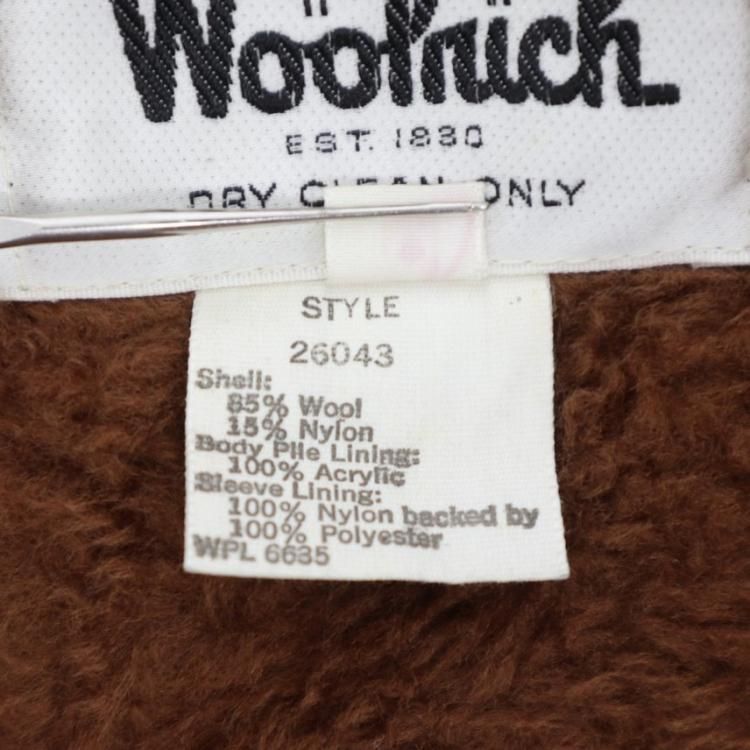 Woolrich
EST. 1830
DRY CLEAN ONLY
STYLE
26043
Shell:
85% Wool
15% Nylon
Body Pile Lining:
100% Acrylic
Sleeve Lining:
100% Nylon backed by
100% Polyester
WPL 6635